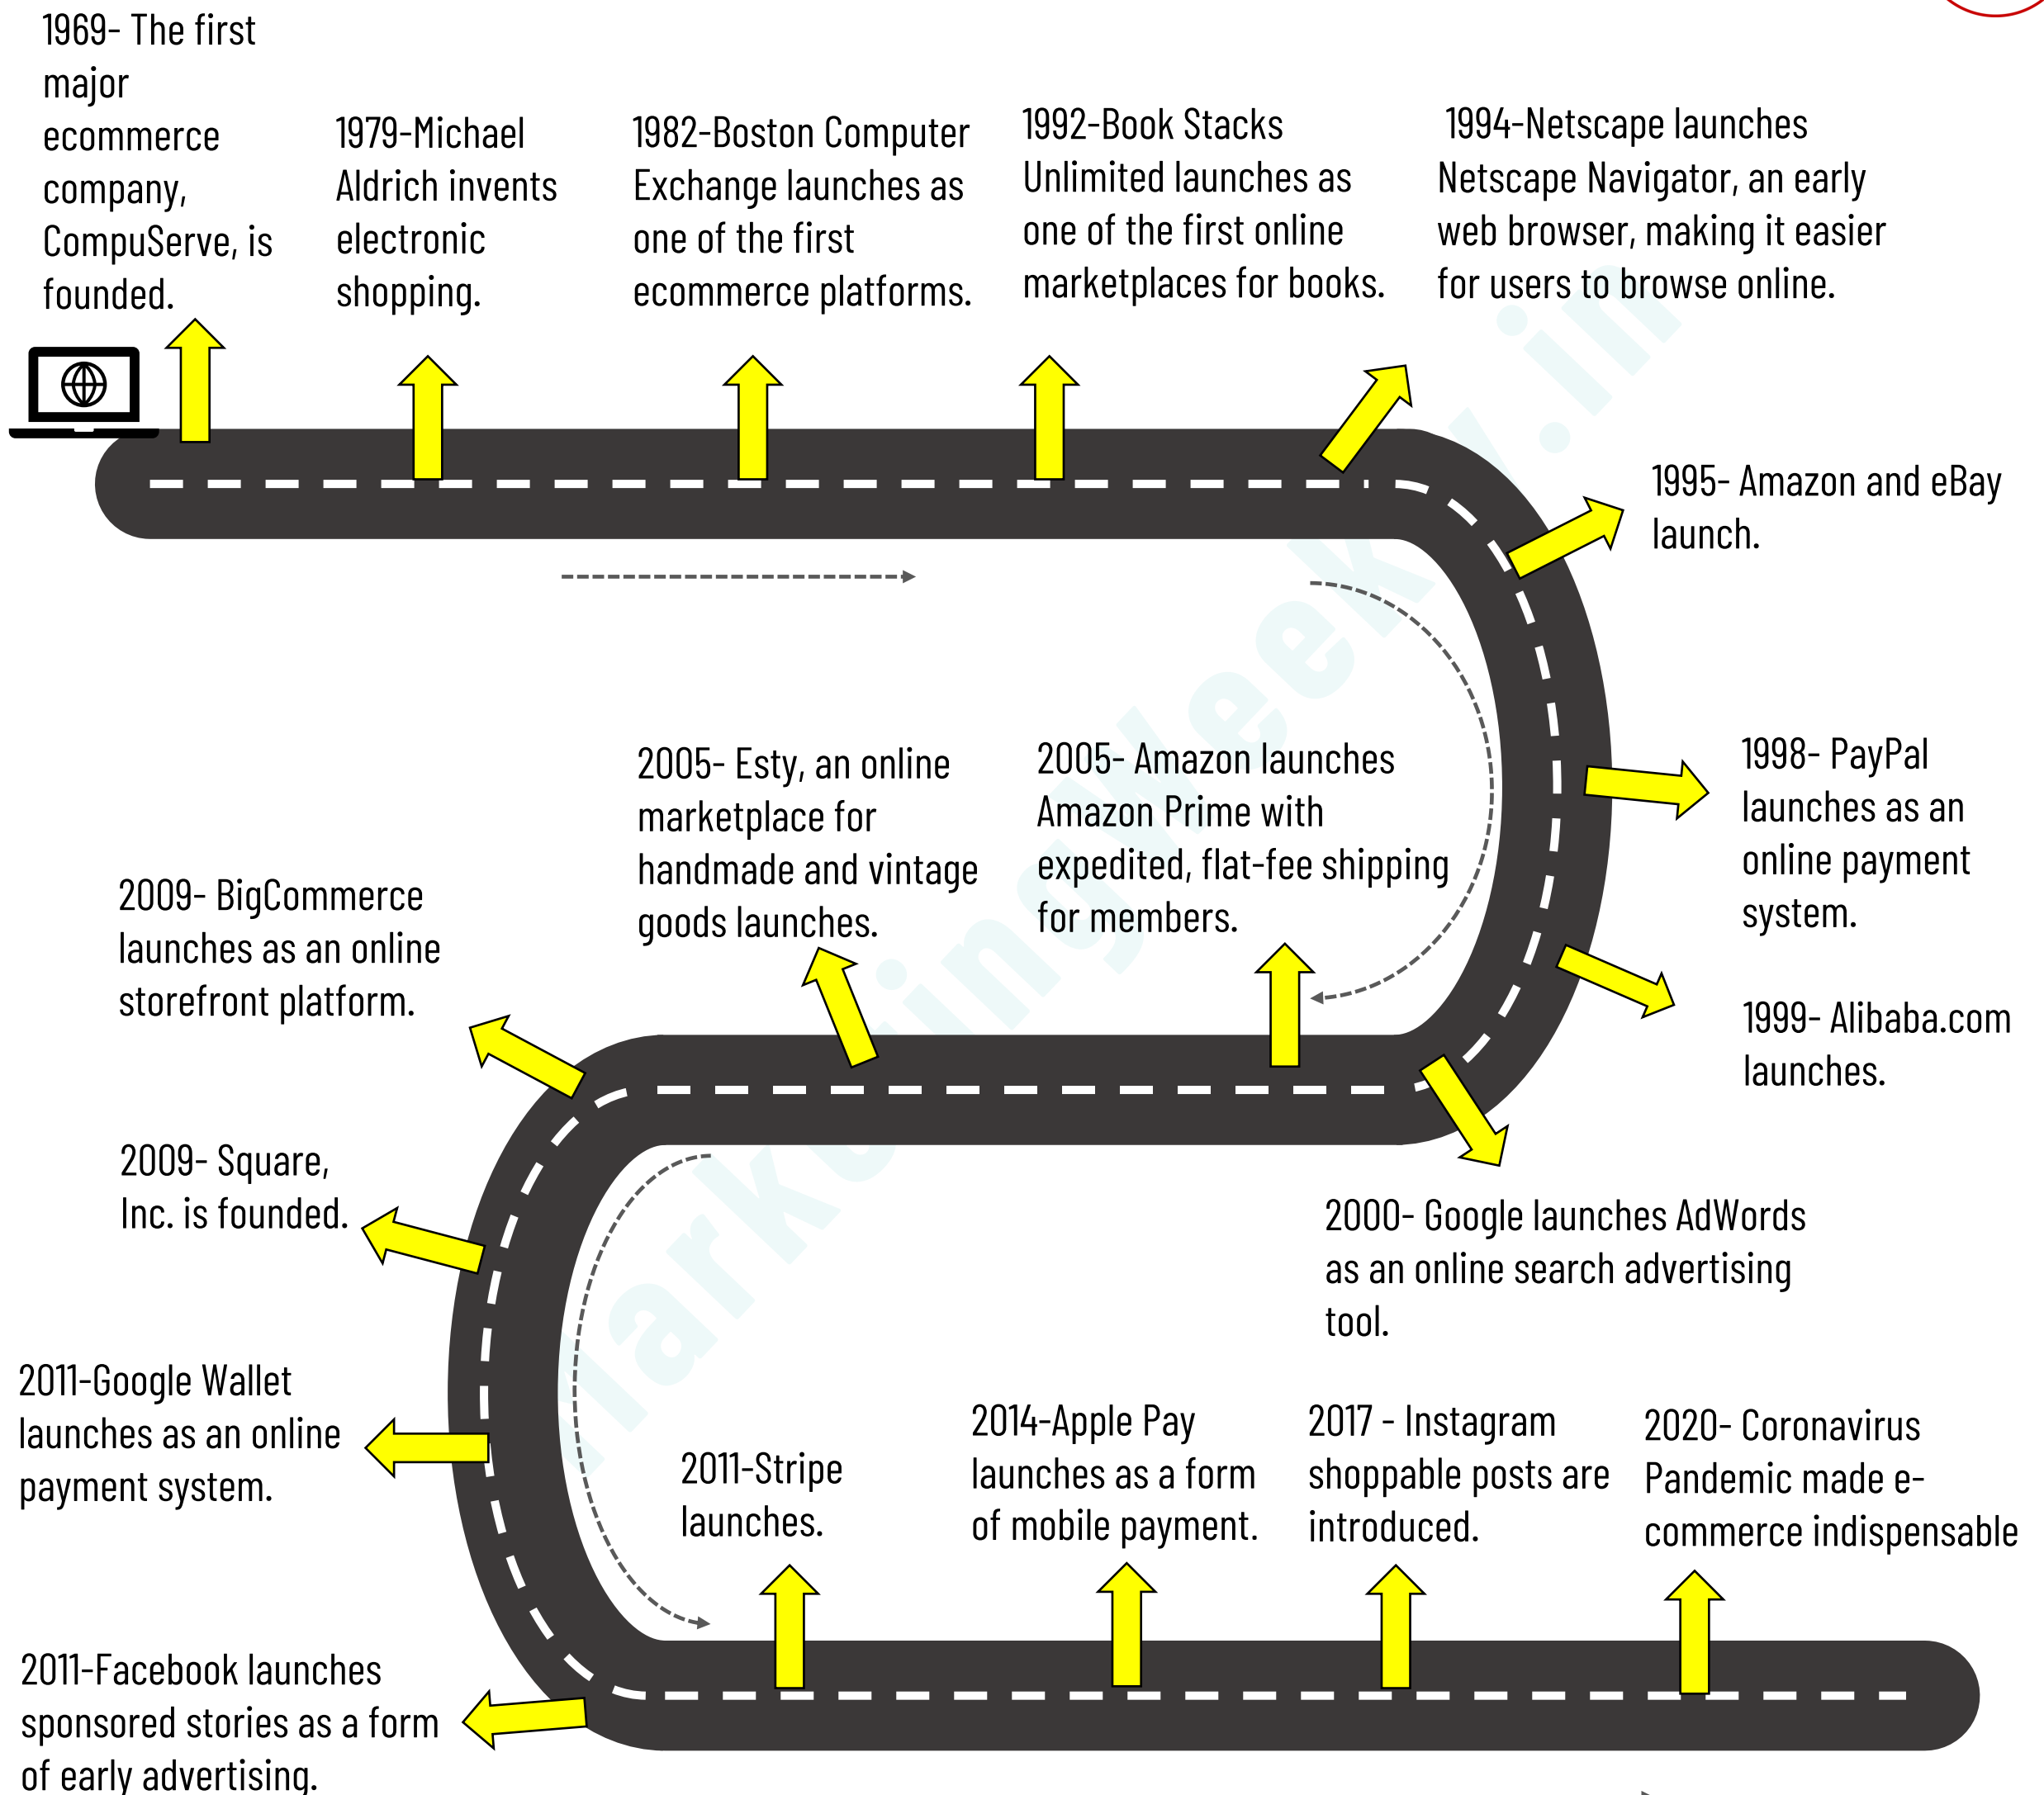 1969- The first
major
ecommerce
company,
CompuServe, is
founded.
1979-Michael
Aldrich invents
electronic
shopping.
1982-Boston Computer
Exchange launches as
one of the first
ecommerce platforms.
1992-Book Stacks
Unlimited launches as
one of the first online
marketplaces for books.
1994-Netscape launches
Netscape Navigator, an early
web browser, making it easier
for users to browse online.
1995- Amazon and eBay
launch.
1998- PayPal
launches as an
online payment
system.
1999- Alibaba.com
launches.
2000- Google launches AdWords
as an online search advertising
tool.
2005- Amazon launches
Amazon Prime with
expedited, flat-fee shipping
for members.
2005- Esty, an online
marketplace for
handmade and vintage
goods launches.
2009- BigCommerce
launches as an online
storefront platform.
2009- Square,
Inc. is founded.
2011-Google Wallet
launches as an online
payment system.
2011-Facebook launches
sponsored stories as a form
of early advertising.
2011-Stripe
launches.
2014-Apple Pay
launches as a form
of mobile payment.
2017 - Instagram
shoppable posts are
introduced.
2020- Coronavirus
Pandemic made e-
commerce indispensable
marketingWeekly.in